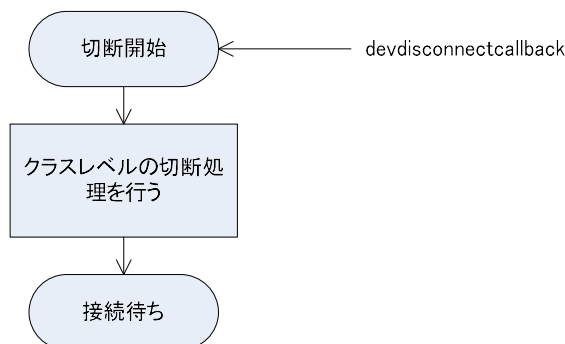 切断開始
devdisconnectcallback
クラスレベルの切断処
理を行う
接続待ち